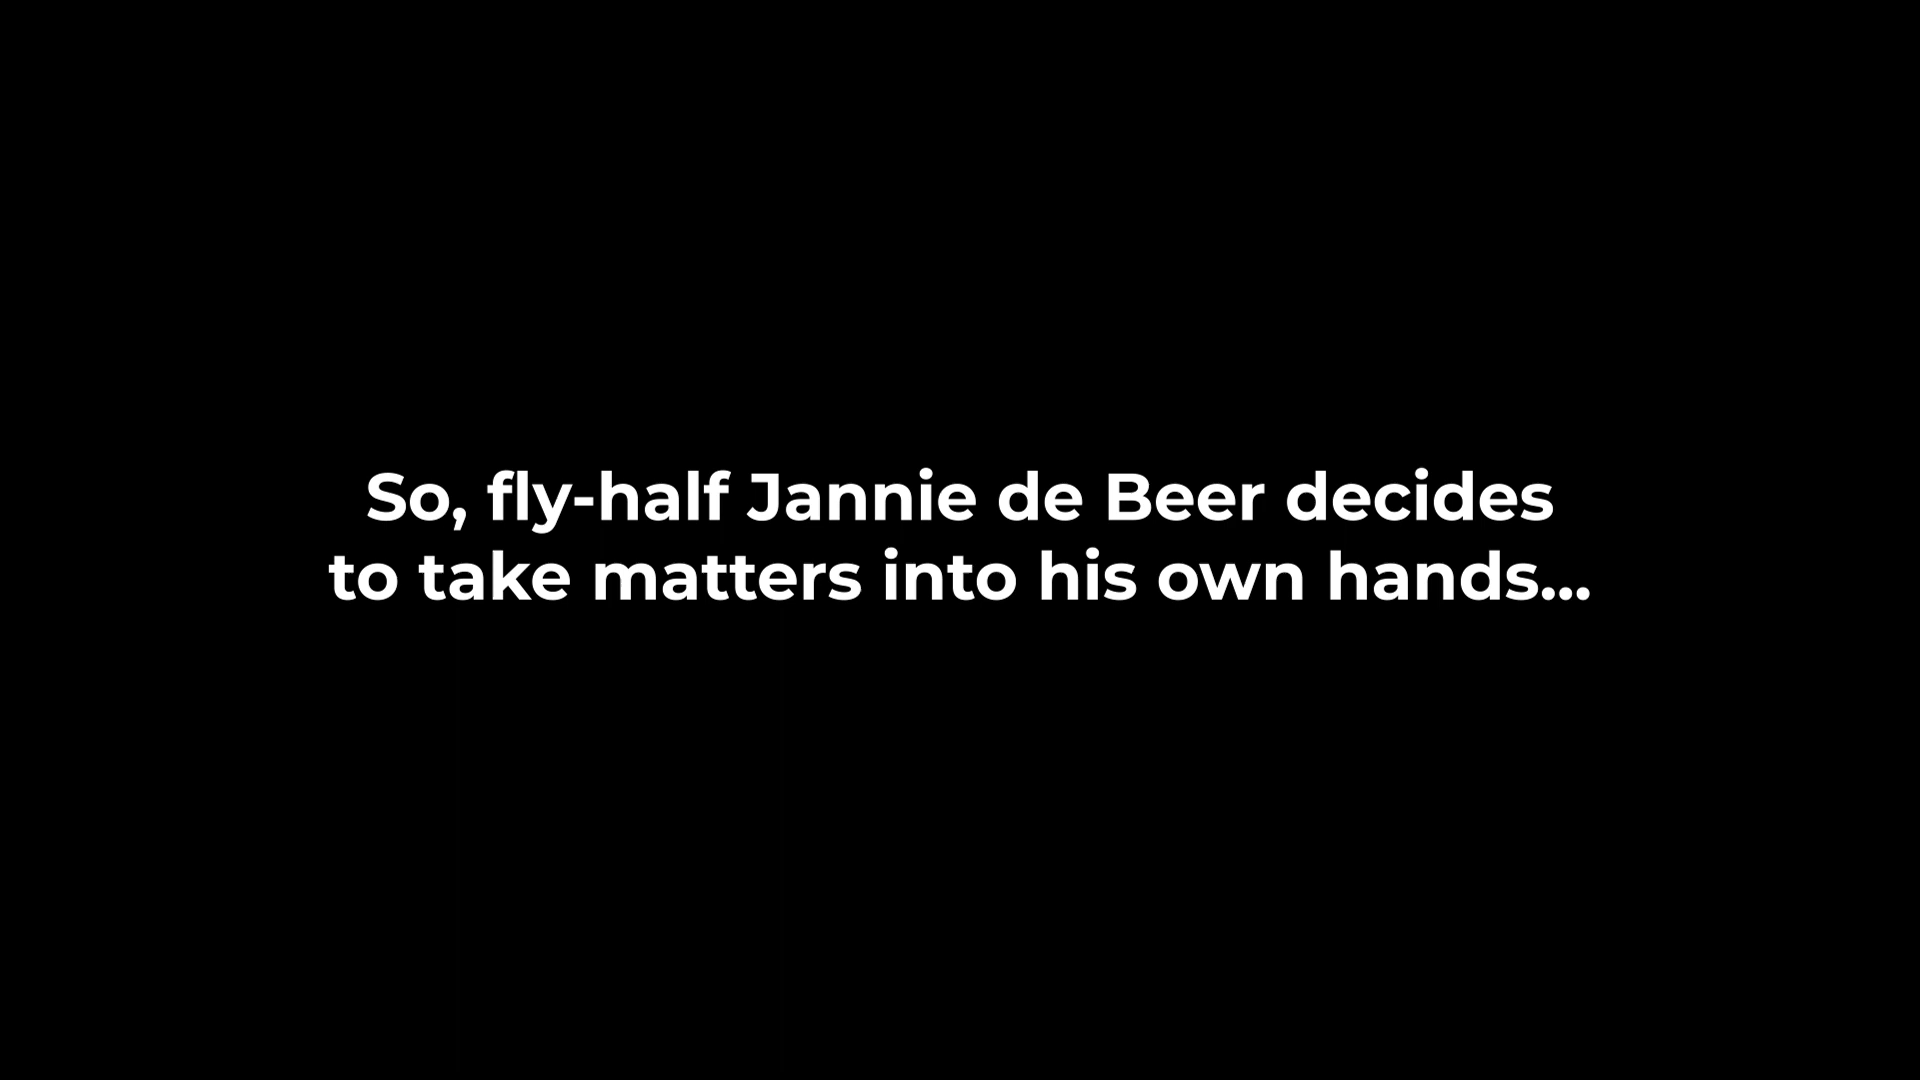 So, fly-half Jannie de Beer decides
to take matters into his own hands...